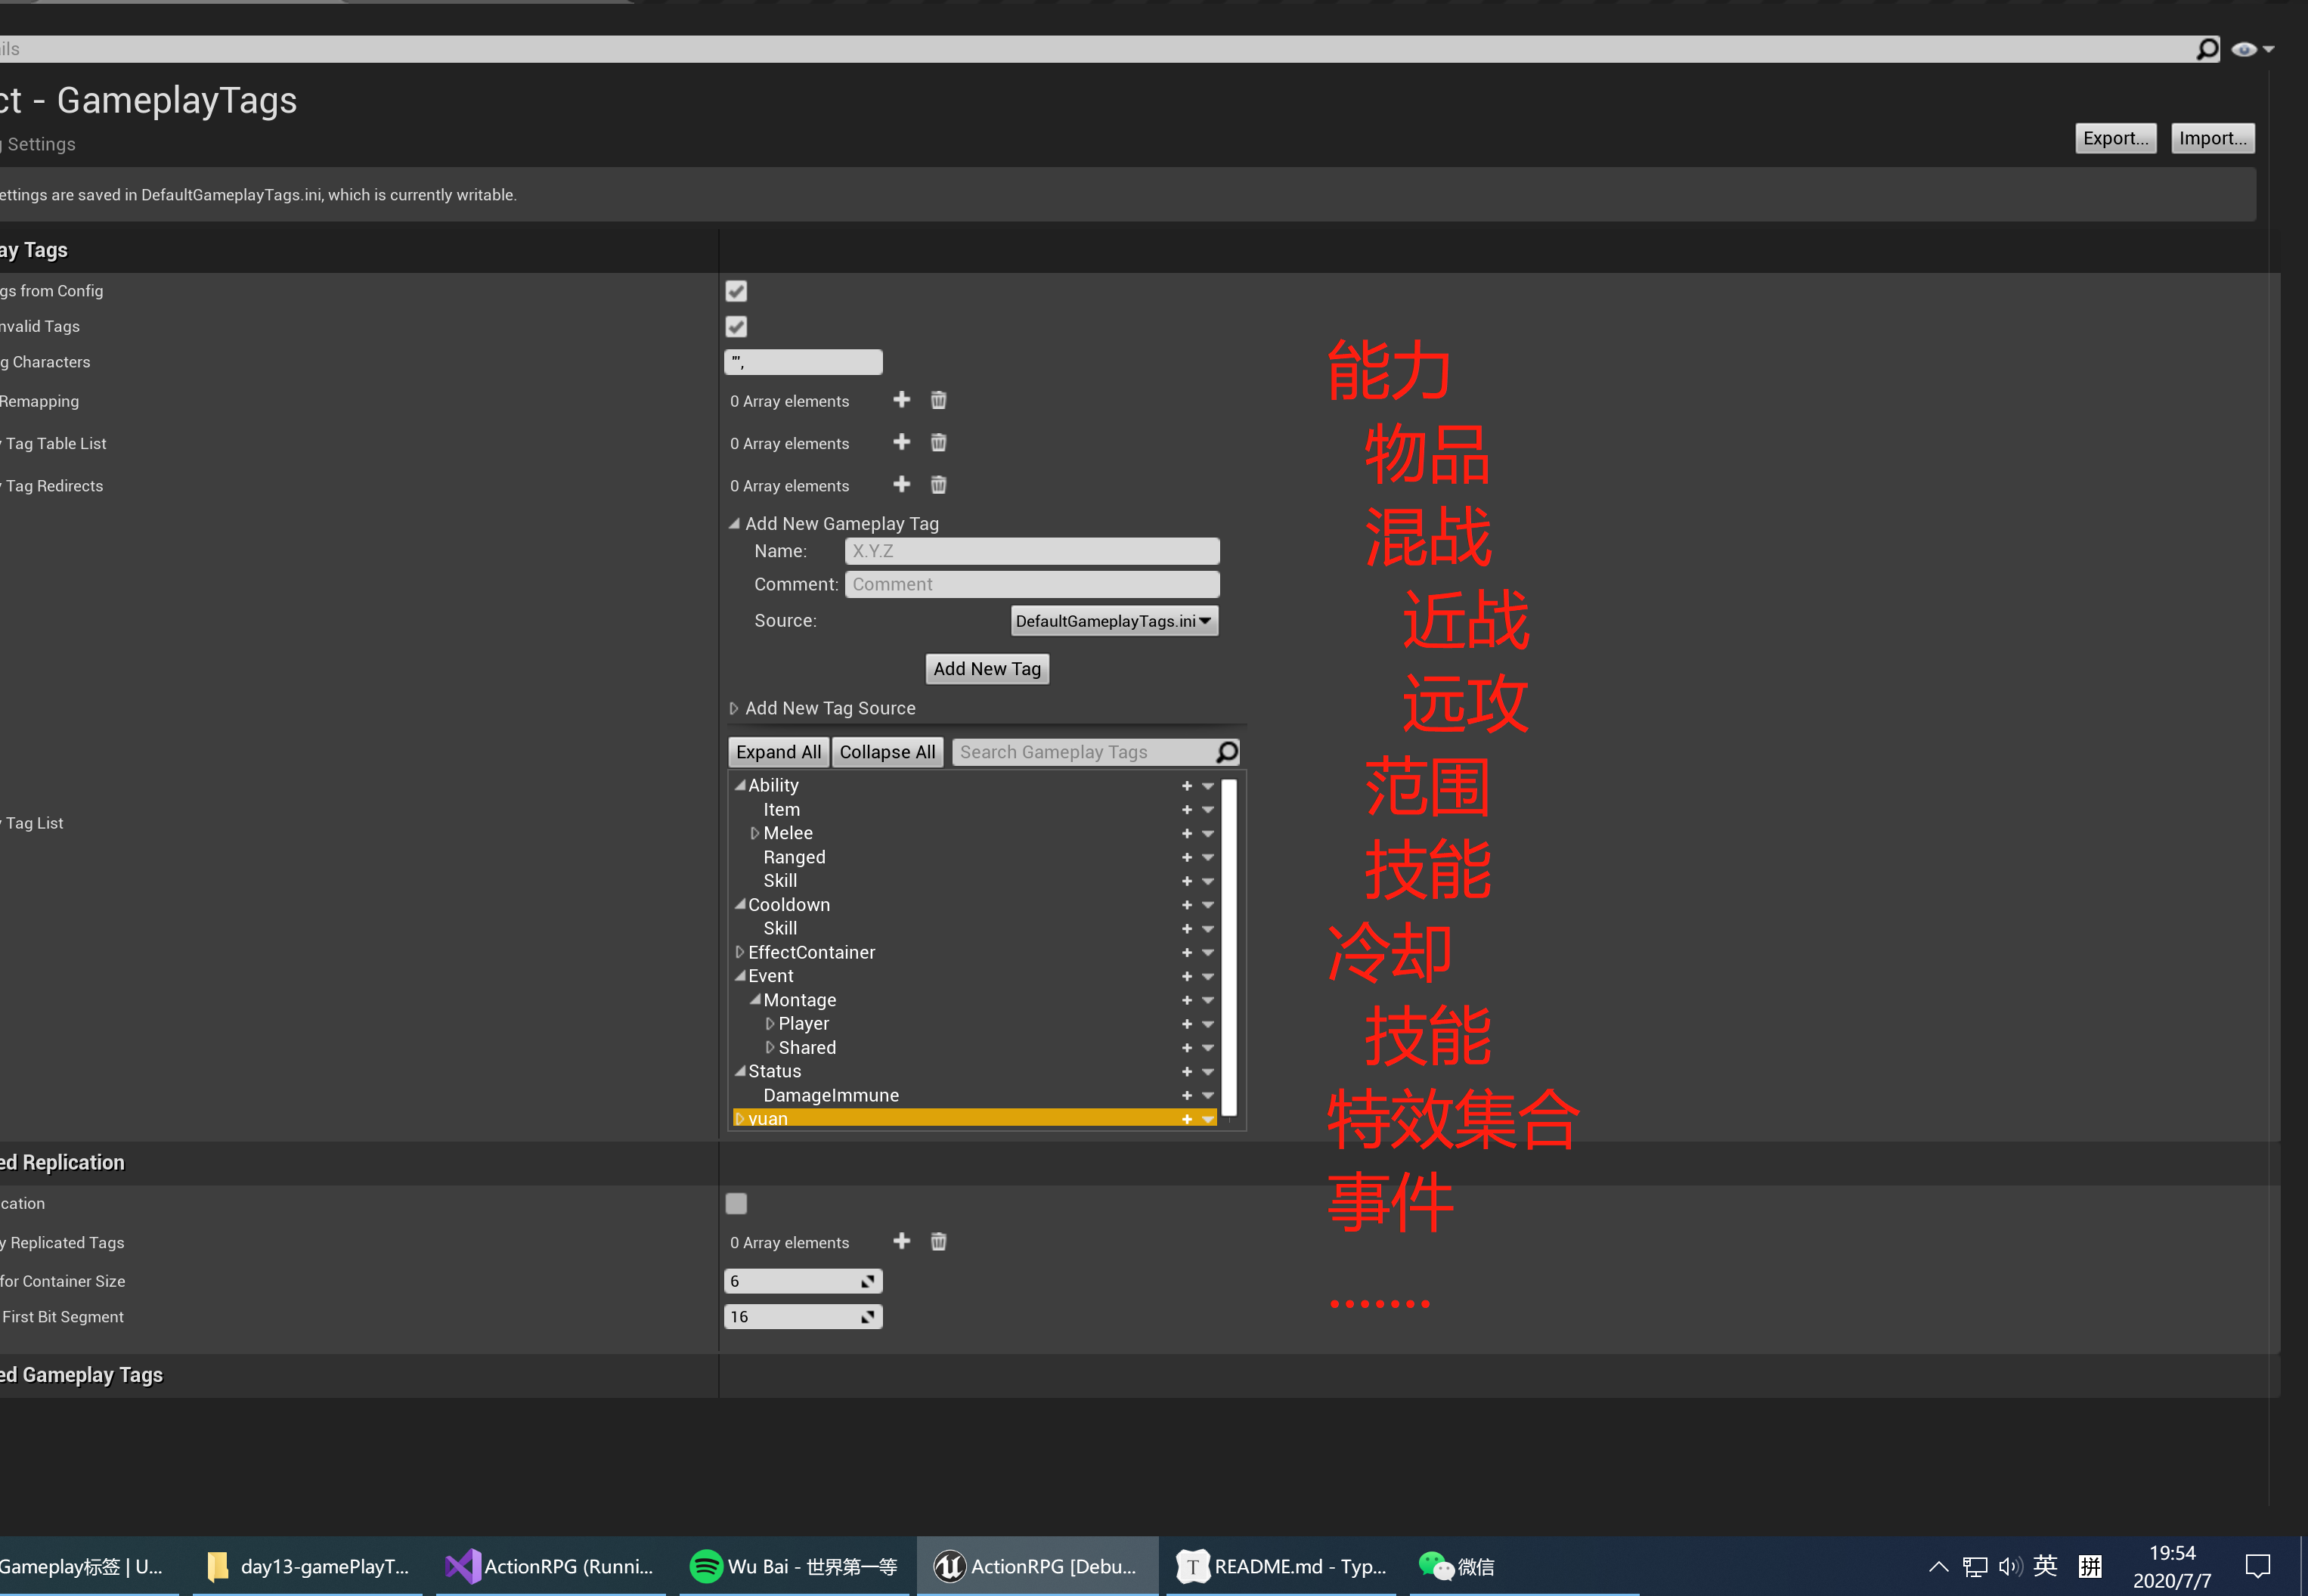 ils
ct - GameplayTags
g Settings
Export...
Import...
ettings are saved in DefaultGameplayTags.ini, which is currently writable.
ay Tags
gs from Config
nvalid Tags
g Characters
"',
Remapping
0 Array elements
y Tag Table List
0 Array elements
y Tag Redirects
0 Array elements
Add New Gameplay Tag
Name:
X.Y.Z
Comment:
Comment
Source:
DefaultGameplayTags.ini
Add New Tag
Add New Tag Source
Expand All
Collapse All
Search Gameplay Tags
y Tag List
Ability
Item
Melee
Ranged
Skill
Cooldown
Skill
EffectContainer
Event
Montage
Player
Shared
Status
DamageImmune
yuan
能力
物品
混战
近战
远攻
范围
技能
冷却
技能
特效集合
事件
.......
ed Replication
cation
y Replicated Tags
0 Array elements
for Container Size
6
First Bit Segment
16
ed Gameplay Tags
Gameplay标签 | U...
day13-gamePlayT...
ActionRPG (Runni...
Wu Bai - 世界第一等
ActionRPG [Debu...
T
README.md - Typ...
微信
英
拼
19:54
2020/7/7